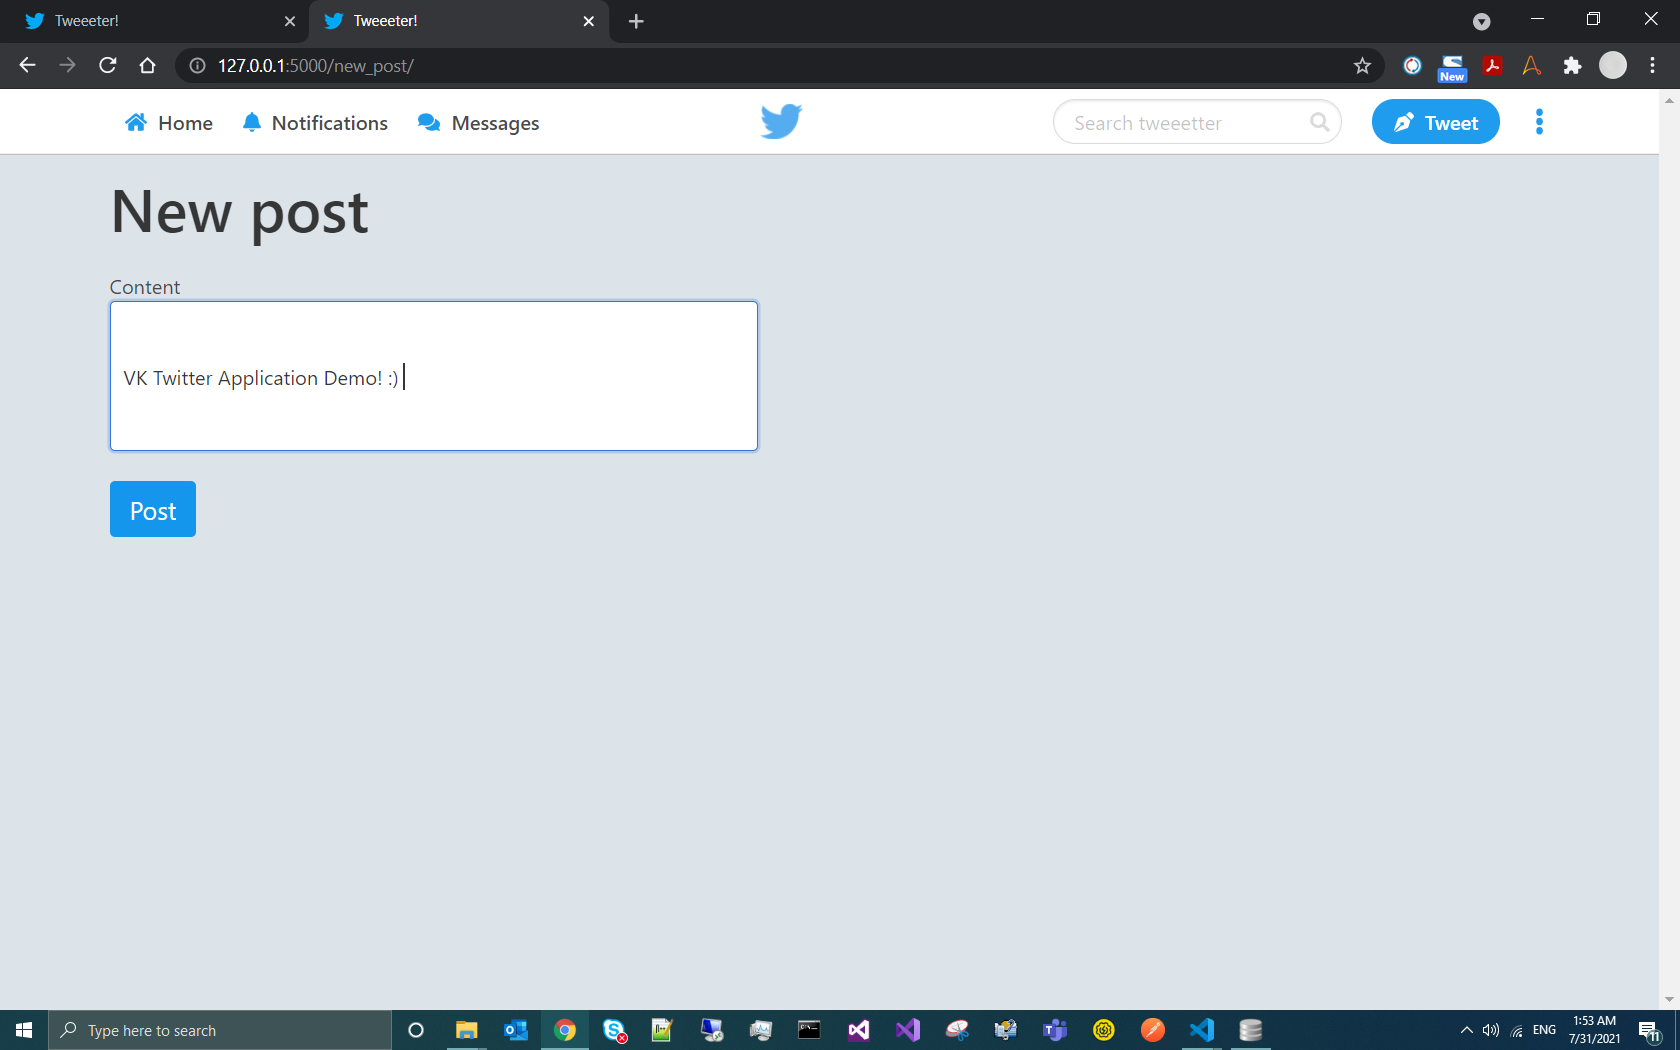 Tweeeter!
Tweeeter!
127.0.0.1:5000/new_post/
New
Home
Notifications
Messages
Search tweeetter
Tweet
New post
Content
VK Twitter Application Demo! :)
Post
Type here to search
ENG
1:53 AM
7/31/2021
11